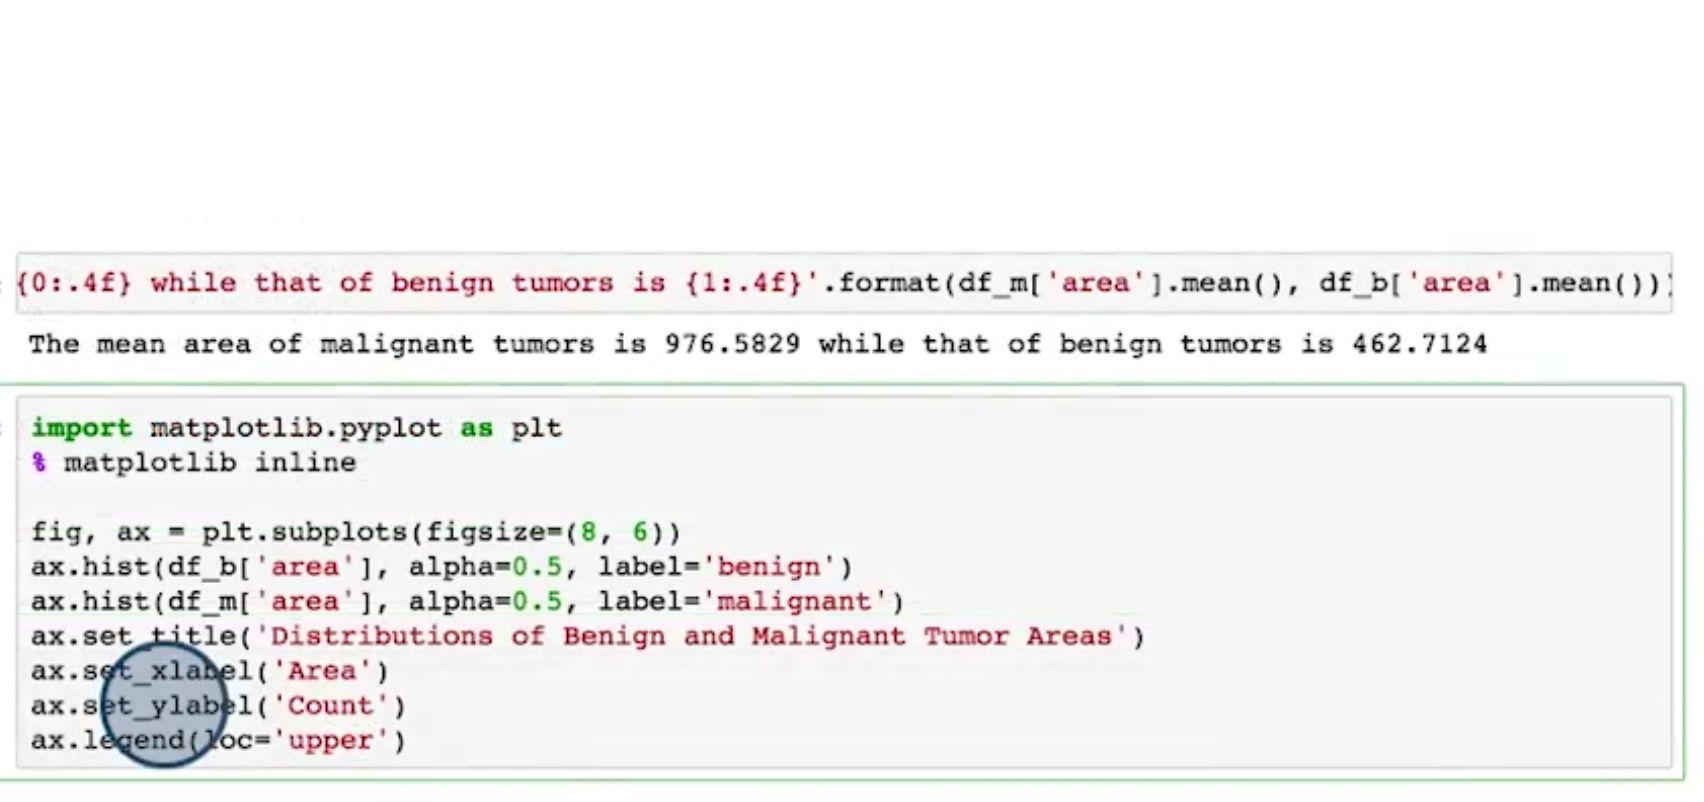 {0:.4f} while that of benign tumors is {1:.4f}'.format(df_m['area'].mean(), df_b['area'].mean()))
The mean area of malignant tumors is 976.5829 while that of benign tumors is 462.7124
import matplotlib.pyplot as plt
% matplotlib inline
fig, ax = plt.subplots(figsize=(8, 6))
ax.hist(df_b['area'], alpha=0.5, label='benign')
ax.hist(df_m['area'], alpha=0.5, label='malignant')
ax.set_title('Distributions of Benign and Malignant Tumor Areas')
ax.set_xlabel('Area')
ax.set_ylabel('Count')
ax.legend(loc='upper')